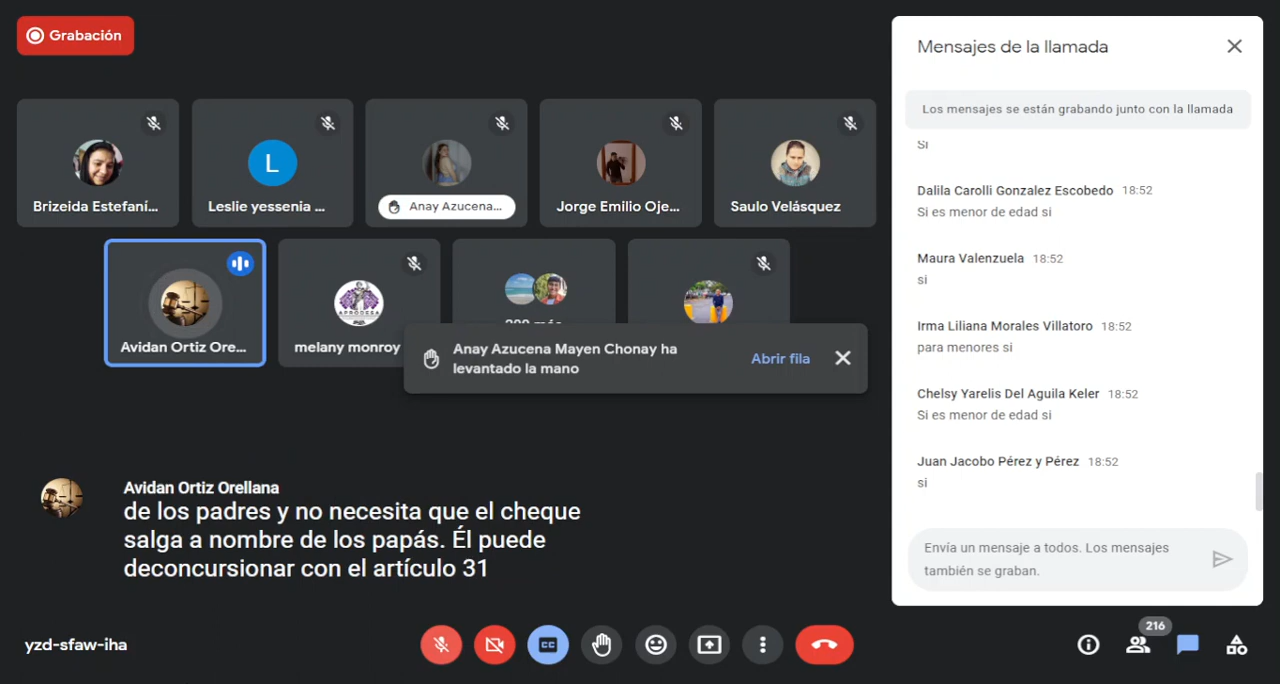 Grabación
Brizeida Estefaní...
L
Leslie yessenia ...
Anay Azucena...
Jorge Emilio Oje...
Saulo Velásquez
Avidan Ortiz Ore...
APRODESA
melany monroy
Anay Azucena Mayen Chonay ha
levantado la mano
Abrir fila
Avidan Ortiz Orellana
de los padres y no necesita que el cheque
salga a nombre de los papás. Él puede
deconcursionar con el artículo 31
yzd-sfaw-iha
CC
216
Mensajes de la llamada
Los mensajes se están grabando junto con la llamada
Si
Dalila Carolli Gonzalez Escobedo 18:52
Si es menor de edad si
Maura Valenzuela 18:52
si
Irma Liliana Morales Villatoro 18:52
para menores si
Chelsy Yarelis Del Aguila Keler 18:52
Si es menor de edad si
Juan Jacobo Pérez y Pérez 18:52
si
Envía un mensaje a todos. Los mensajes
también se graban.